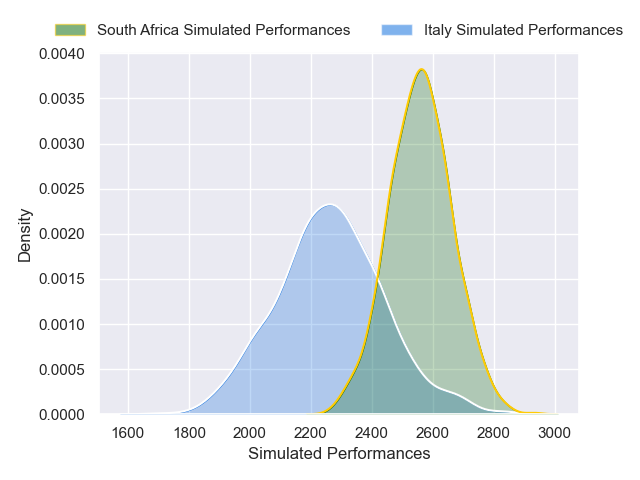 South Africa Simulated Performances Italy Simulated Performances
0.0040
0.0035
0.0030
0.0025
0.0020
0.0015
0.0010
0.0005
0.0000
Density
1600 1800 2000 2200 2400 2600 2800 3000
Simulated Performances